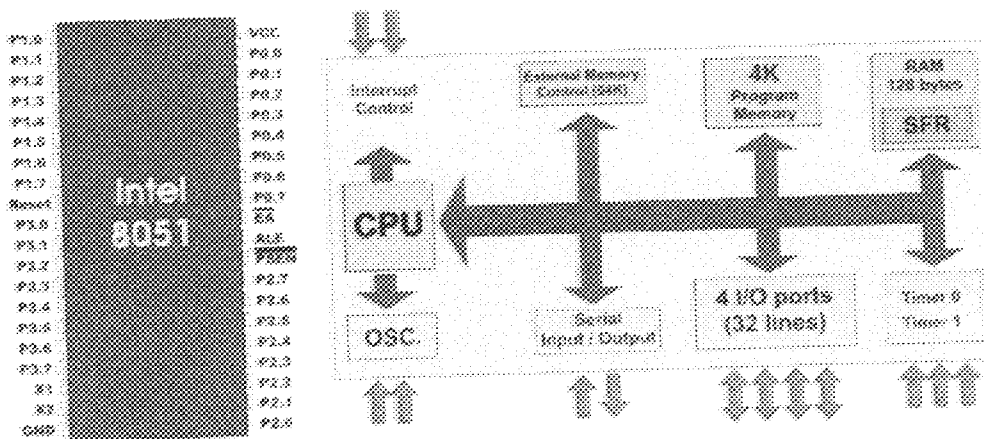 P1.0
P1.1
P1.2
P1.3
P1.4
P1.5
P1.6
P1.7
Reset
P3.0
P3.1
P3.2
P3.3
P3.4
P3.5
P3.6
P3.7
X1
X2
GND
Intel
8051
VCC
P0.0
P0.1
P0.2
P0.3
P0.4
P0.5
P0.6
P0.7
EA
ALE
P2.7
P2.6
P2.5
P2.4
P2.3
P2.1
P2.0
Interrupt
Control
External Memory
Control
4K
Program
Memory
RAM
128 bytes
SFR
CPU
OSC.
Serial
Input / Output
4 I/O ports
(32 lines)
Timer 0
Timer 1